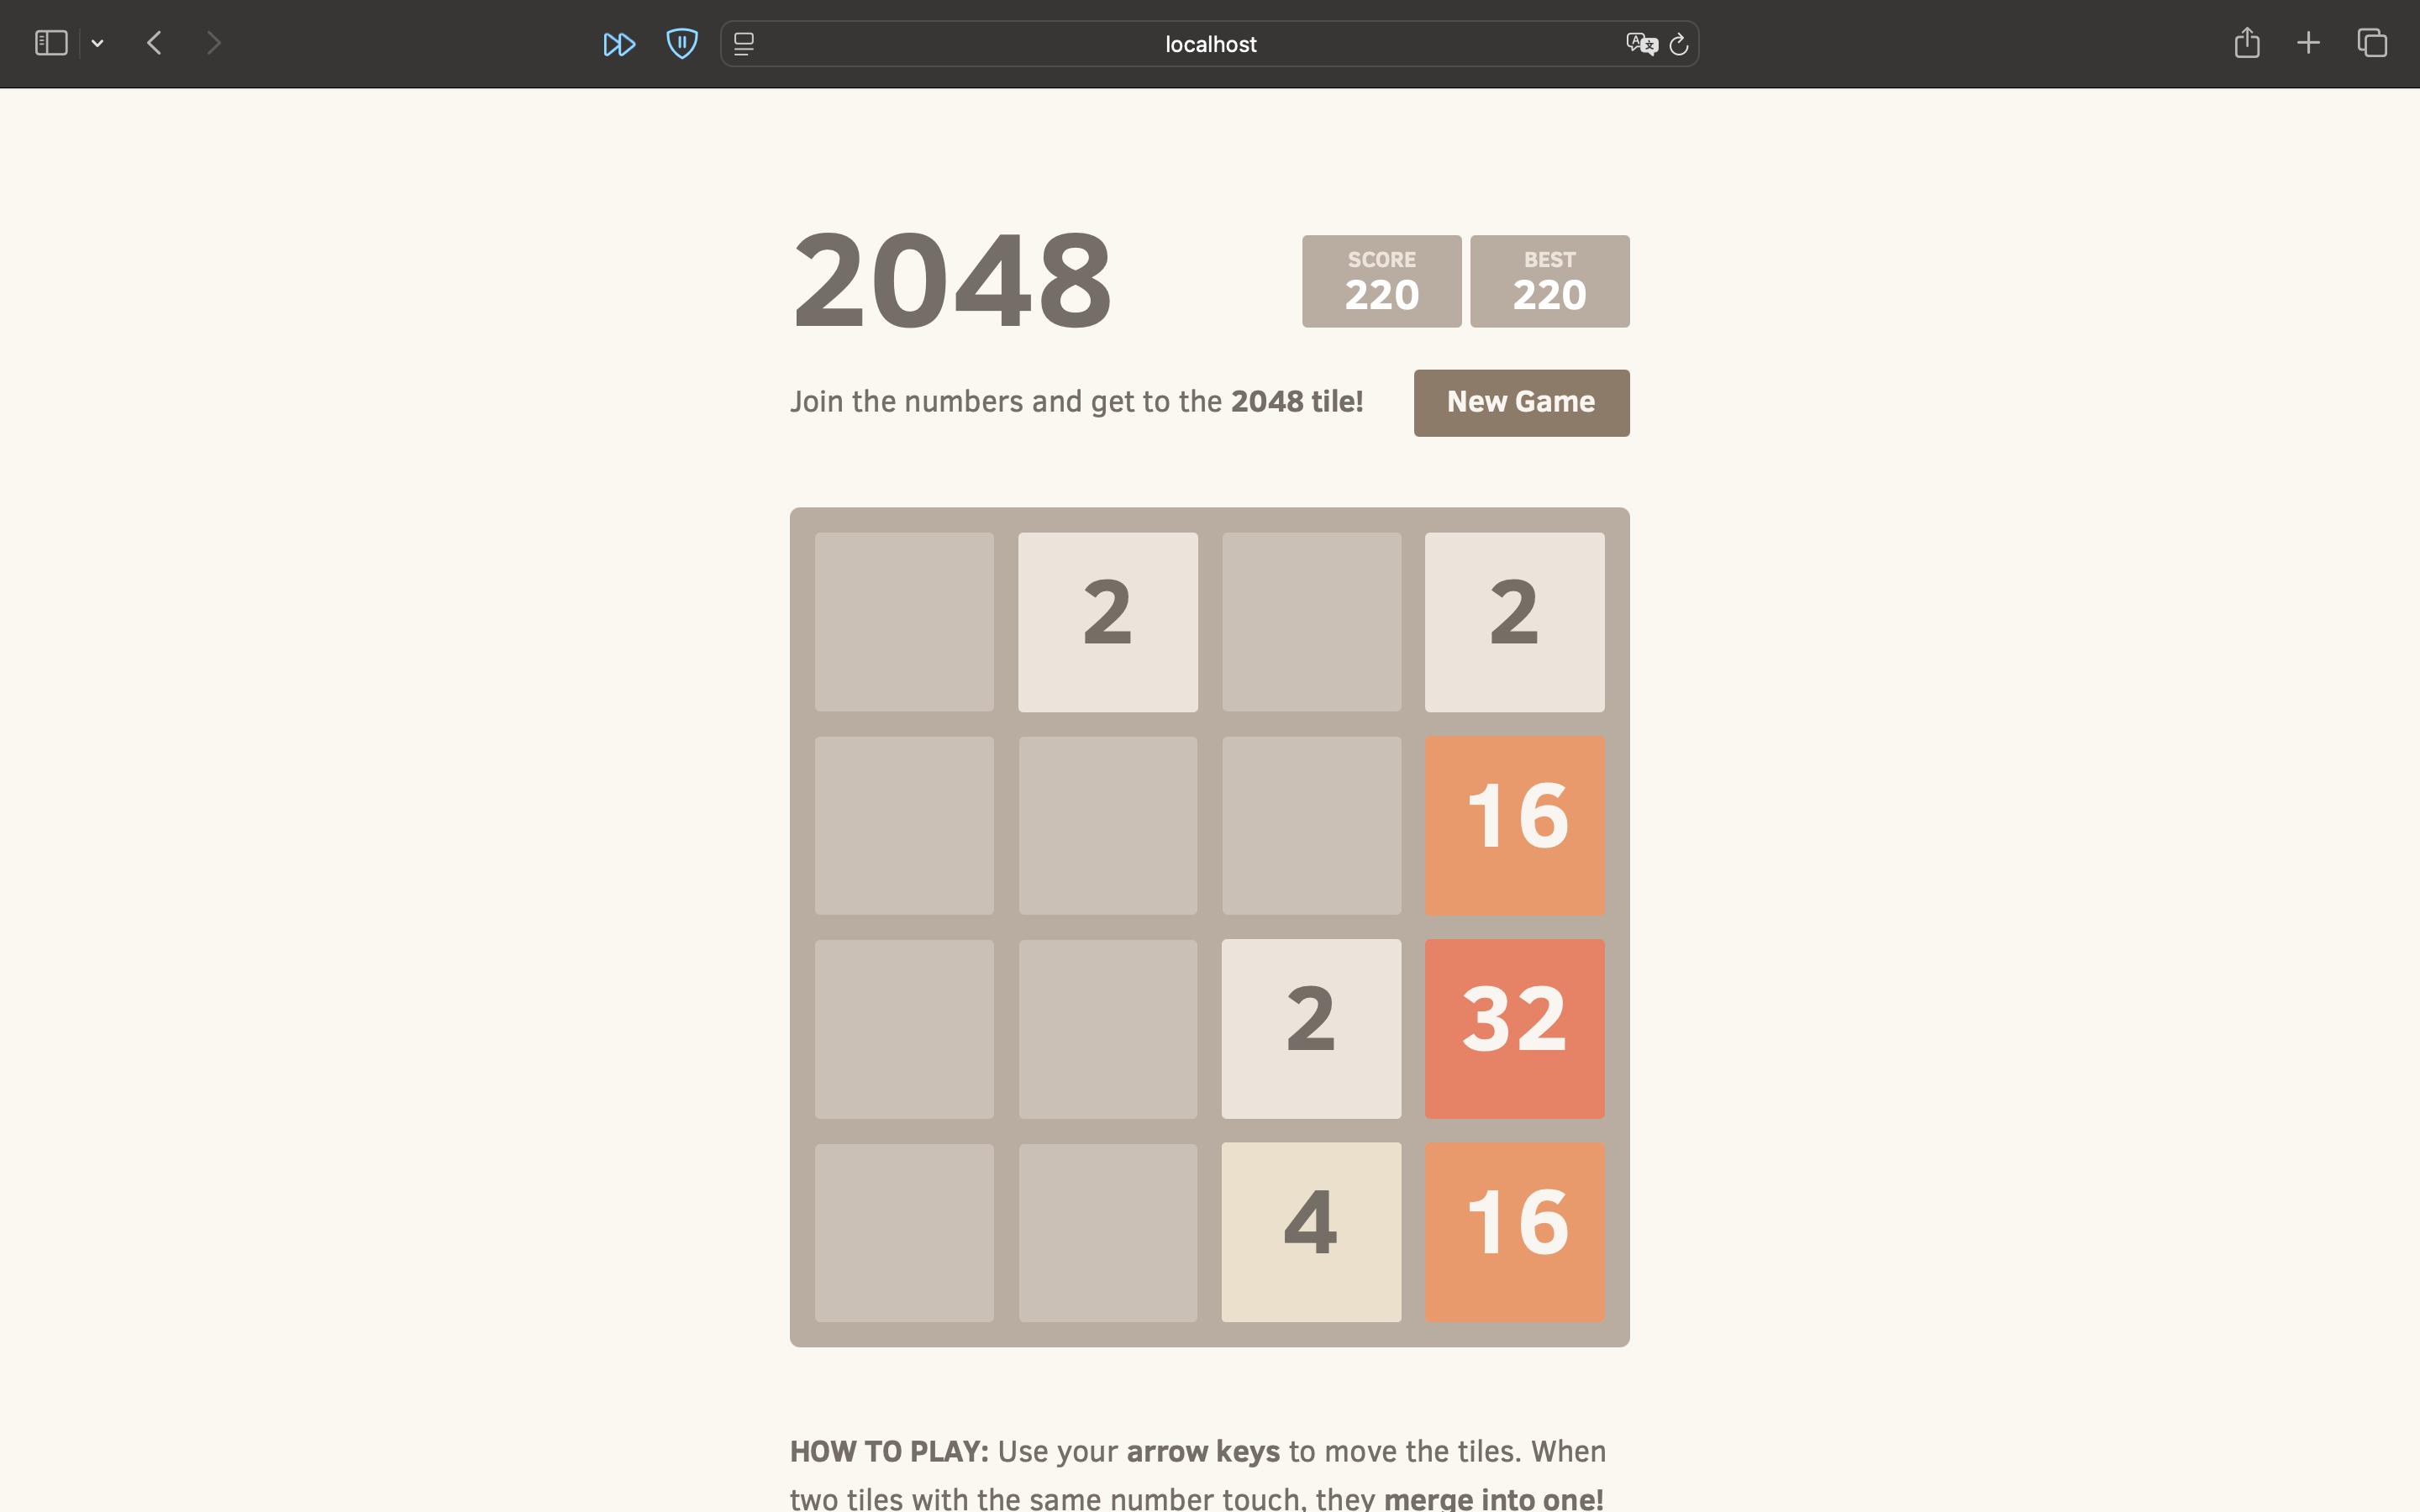 localhost
2048
SCORE
220
BEST
220
Join the numbers and get to the 2048 tile!
New Game
2 2
16
2 32
4 16
HOW TO PLAY: Use your arrow keys to move the tiles. When
two tiles with the same number touch, they merge into one!